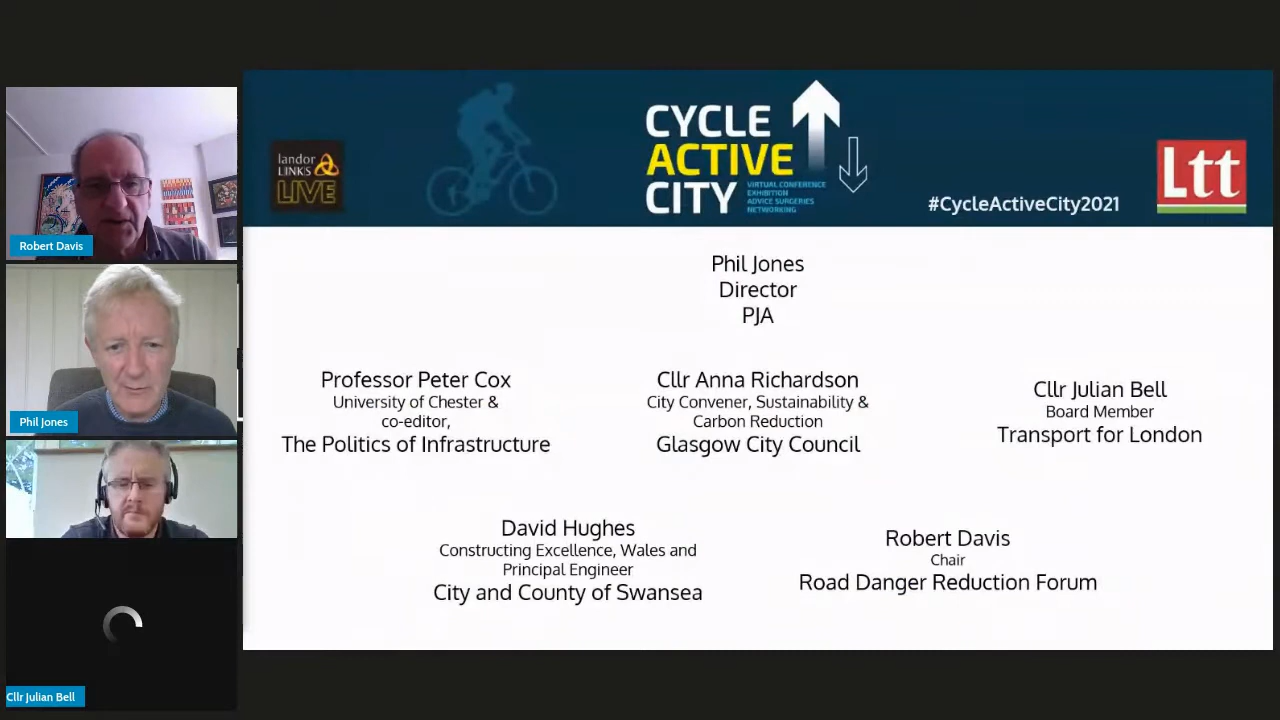 landor
LINKS
LIVE
CYCLE
ACTIVE
CITY
VIRTUAL CONFERENCE
EXHIBITION
ADVICE SURGERIES
NETWORKING
#CycleActiveCity2021
Ltt
Robert Davis
Phil Jones
Cllr Julian Bell
Phil Jones
Director
PJA
Professor Peter Cox
University of Chester &
co-editor,
The Politics of Infrastructure
Cllr Anna Richardson
City Convener, Sustainability &
Carbon Reduction
Glasgow City Council
Cllr Julian Bell
Board Member
Transport for London
David Hughes
Constructing Excellence, Wales and
Principal Engineer
City and County of Swansea
Robert Davis
Chair
Road Danger Reduction Forum